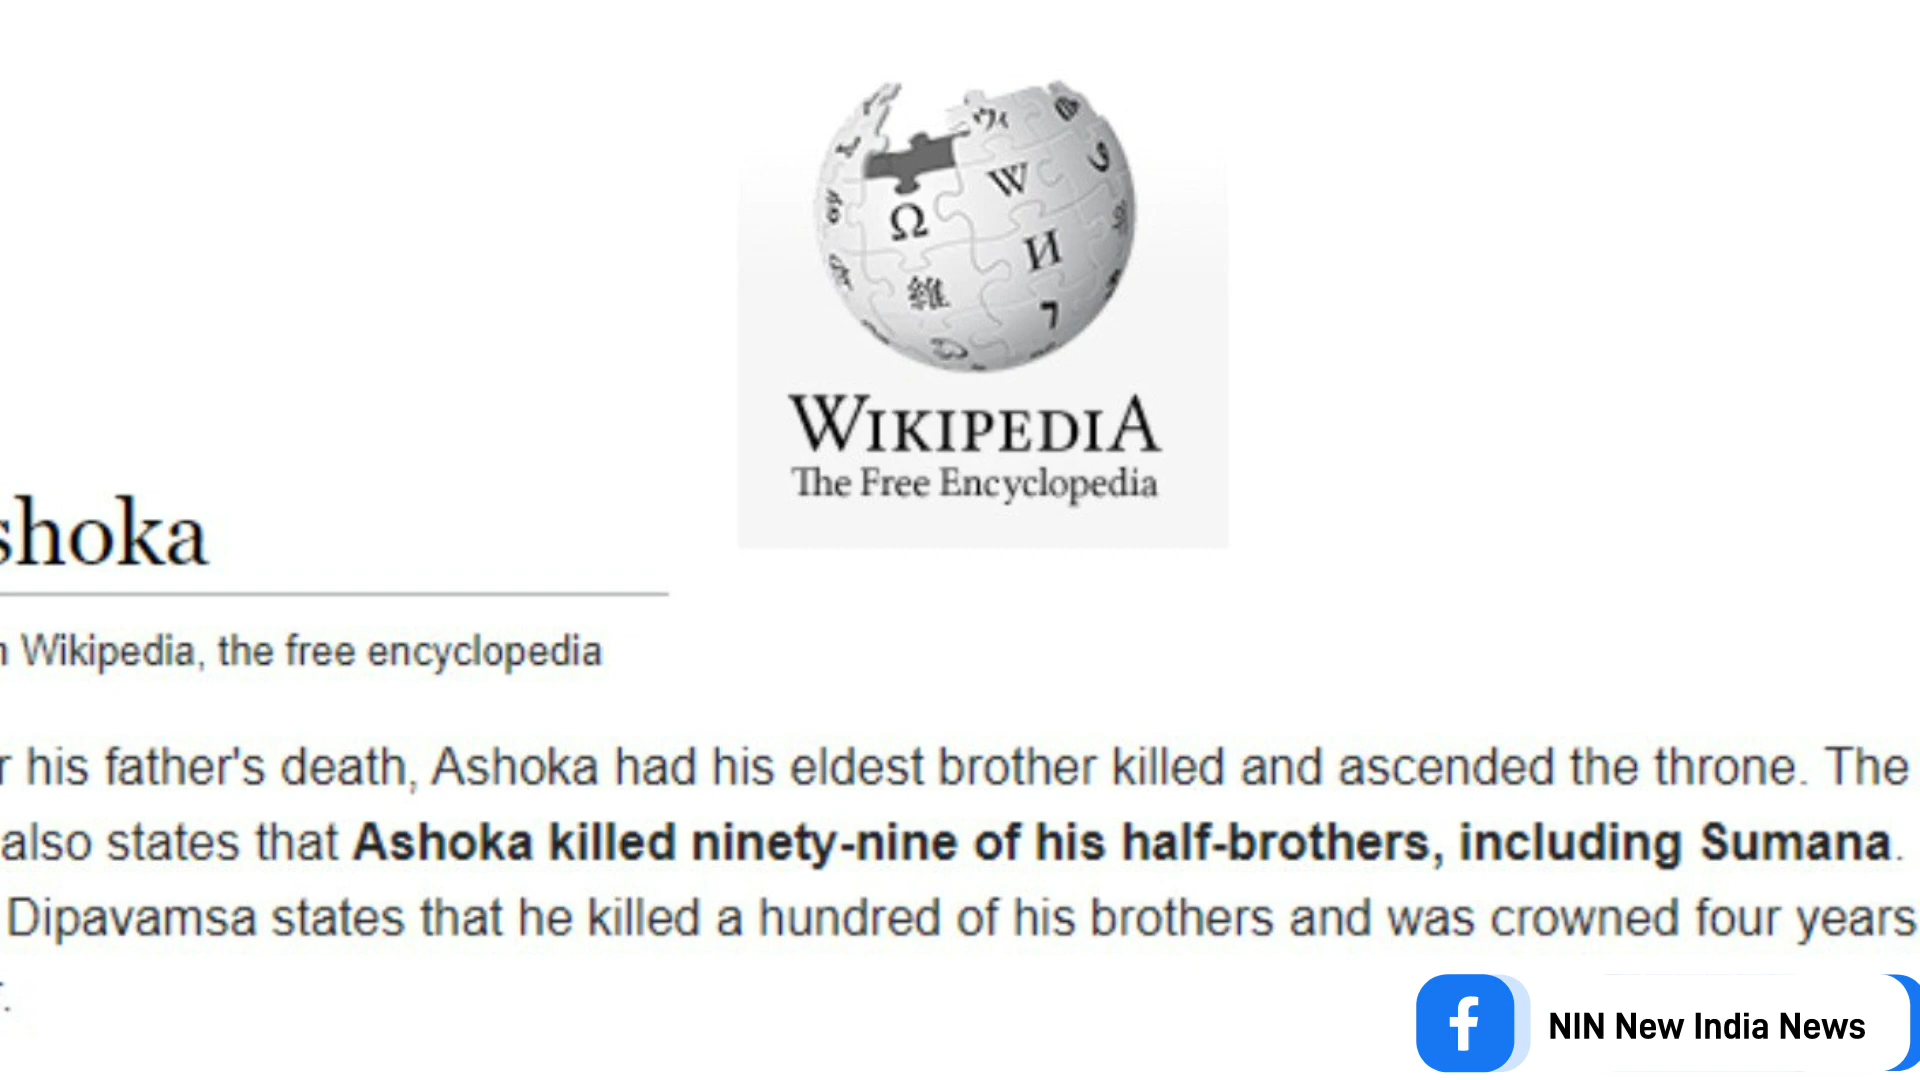 WIKIPEDIA
The Free Encyclopedia
shoka
Wikipedia, the free encyclopedia
r his father's death, Ashoka had his eldest brother killed and ascended the throne. The
also states that Ashoka killed ninety-nine of his half-brothers, including Sumana.
Dipavamsa states that he killed a hundred of his brothers and was crowned four years
NIN New India News